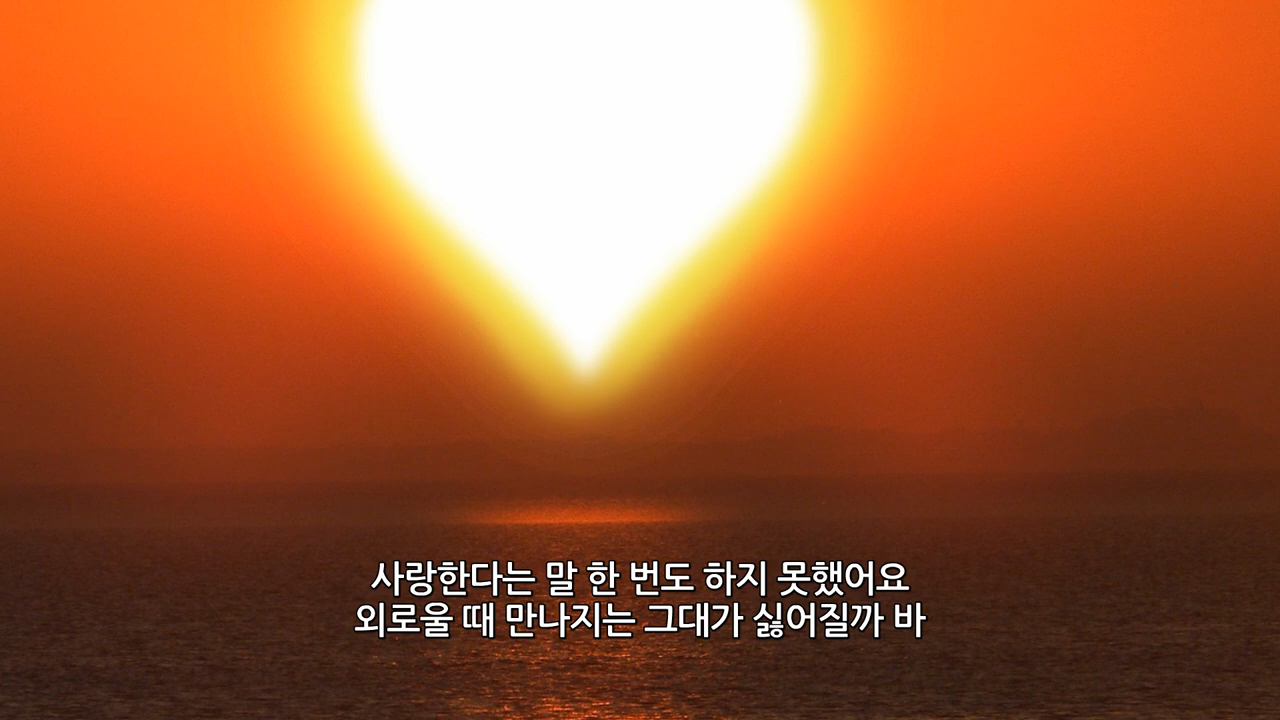 사랑한다는 말 한 번도 하지 못했어요
외로울 때 만나지는 그대가 싫어질까 바